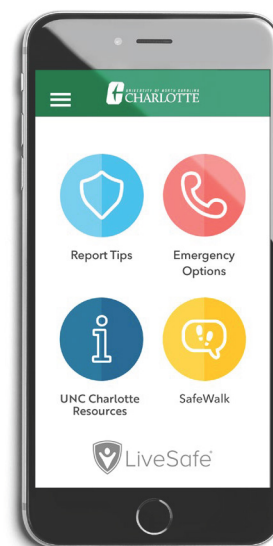 UNIVERSITY OF NORTH CAROLINA
CHARLOTTE
Report Tips
Emergency
Options
UNC Charlotte
Resources
SafeWalk
LiveSafe®